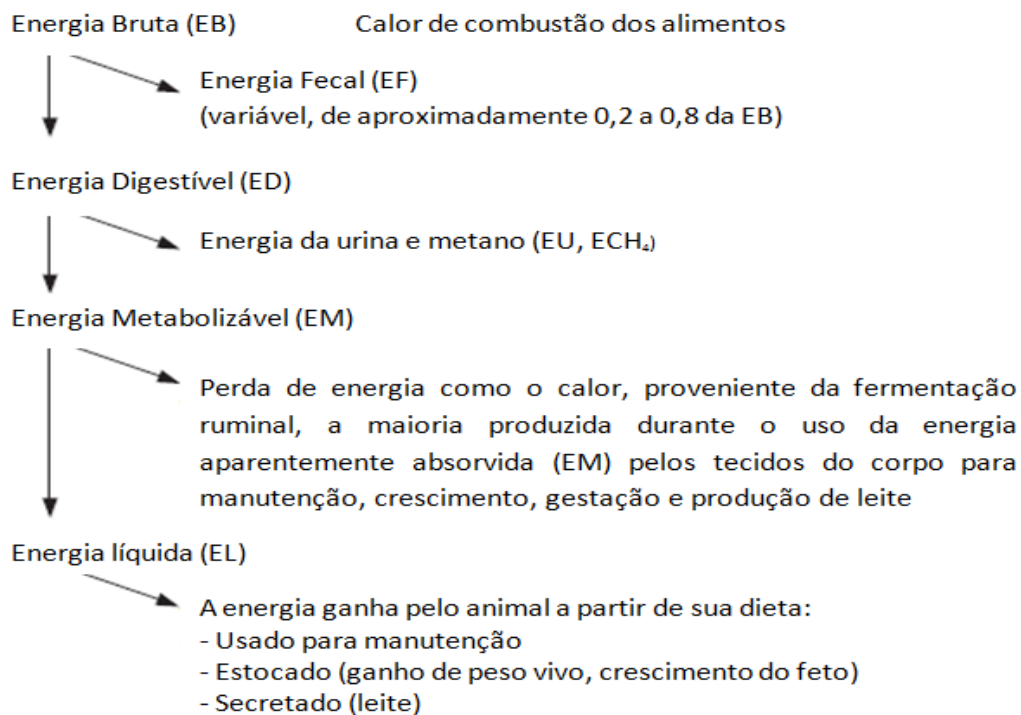 Energia Bruta (EB) Calor de combustão dos alimentos
Energia Fecal (EF)
(variável, de aproximadamente 0,2 a 0,8 da EB)
Energia Digestível (ED)
Energia da urina e metano (EU, ECH₄)
Energia Metabolizável (EM)
Perda de energia como o calor, proveniente da fermentação
ruminal, a maioria produzida durante o uso da energia
aparentemente absorvida (EM) pelos tecidos do corpo para
manutenção, crescimento, gestação e produção de leite
Energia líquida (EL)
A energia ganha pelo animal a partir de sua dieta:
- Usado para manutenção
- Estocado (ganho de peso vivo, crescimento do feto)
- Secretado (leite)